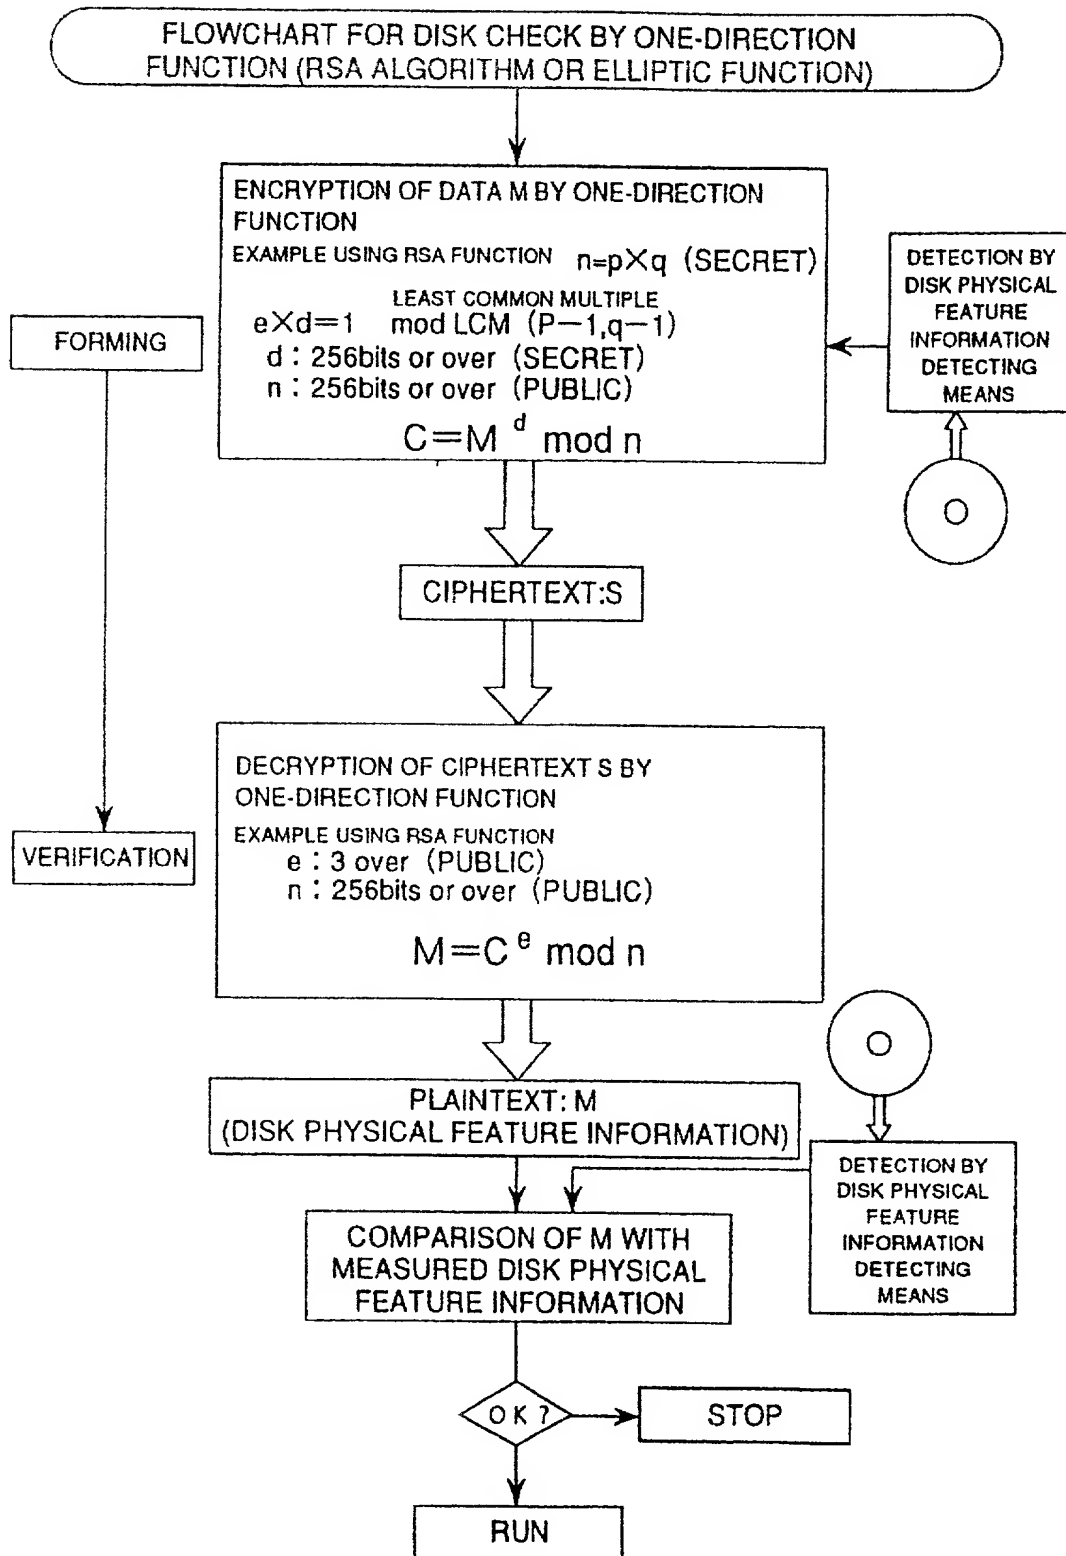 FLOWCHART FOR DISK CHECK BY ONE-DIRECTION
FUNCTION (RSA ALGORITHM OR ELLIPTIC FUNCTION)
ENCRYPTION OF DATA M BY ONE-DIRECTION
FUNCTION
EXAMPLE USING RSA FUNCTION n=p×q (SECRET)
LEAST COMMON MULTIPLE
e×d=1 mod LCM (P-1,q-1)
d : 256bits or over (SECRET)
n : 256bits or over (PUBLIC)
C=M^d mod n
DETECTION BY
DISK PHYSICAL
FEATURE
INFORMATION
DETECTING
MEANS
FORMING
CIPHERTEXT:S
DECRYPTION OF CIPHERTEXT S BY
ONE-DIRECTION FUNCTION
EXAMPLE USING RSA FUNCTION
e : 3 over (PUBLIC)
n : 256bits or over (PUBLIC)
M=C^e mod n
VERIFICATION
PLAINTEXT: M
(DISK PHYSICAL FEATURE INFORMATION)
DETECTION BY
DISK PHYSICAL
FEATURE
INFORMATION
DETECTING
MEANS
COMPARISON OF M WITH
MEASURED DISK PHYSICAL
FEATURE INFORMATION
OK?
STOP
RUN